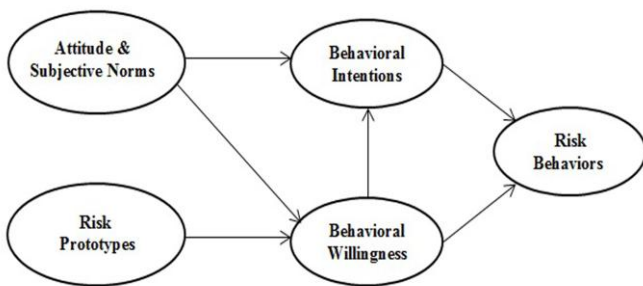 Attitude &
Subjective Norms
Behavioral
Intentions
Risk
Behaviors
Risk
Prototypes
Behavioral
Willingness